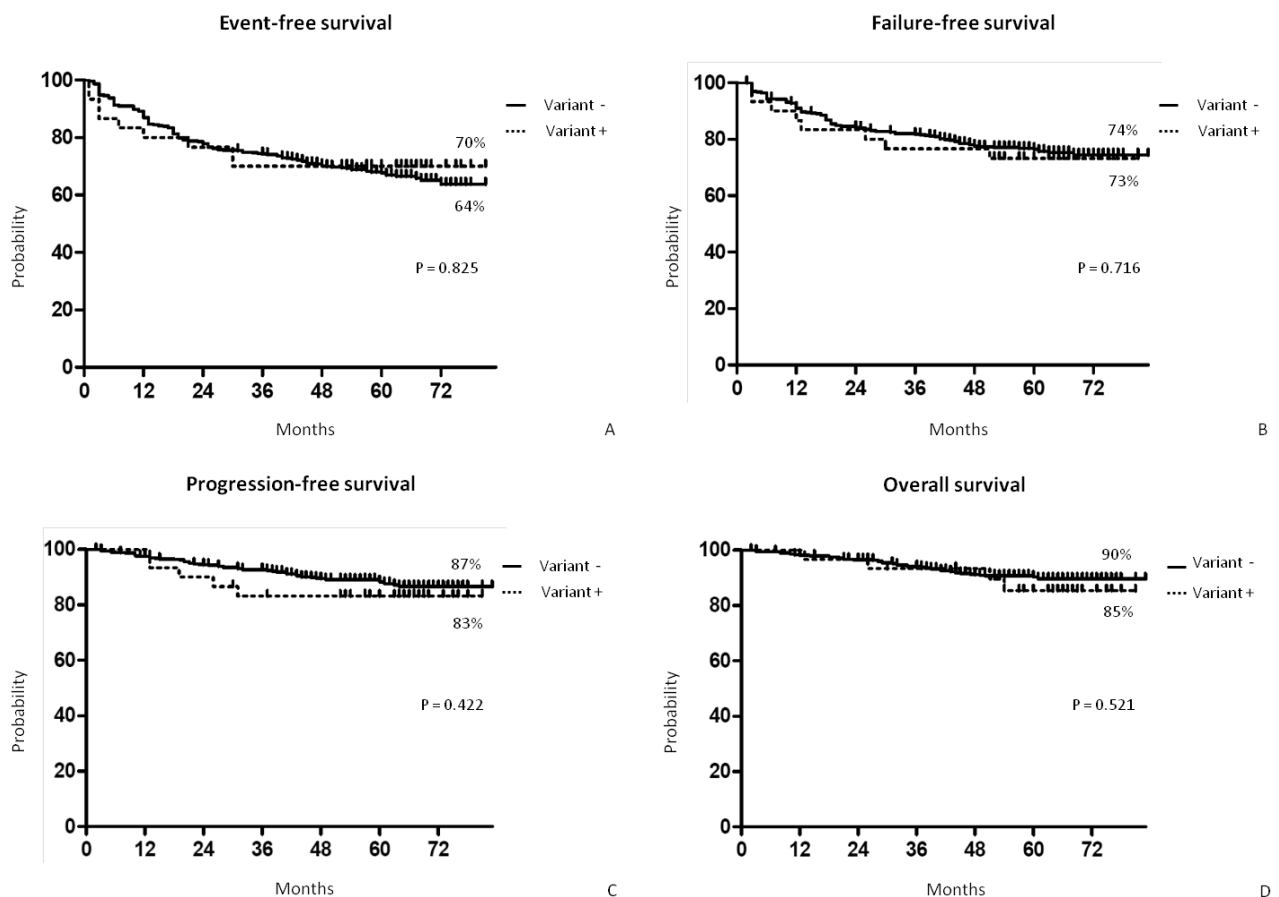 Event-free survival
100
80
60
40
20
0
0 12 24 36 48 60 72
Probability
Months
Variant -
Variant +
70%
64%
P = 0.825
A
Failure-free survival
100
80
60
40
20
0
0 12 24 36 48 60 72
Probability
Months
Variant -
Variant +
74%
73%
P = 0.716
B
Progression-free survival
100
80
60
40
20
0
0 12 24 36 48 60 72
Probability
Months
Variant -
Variant +
87%
83%
P = 0.422
C
Overall survival
100
80
60
40
20
0
0 12 24 36 48 60 72
Probability
Months
Variant -
Variant +
90%
85%
P = 0.521
D